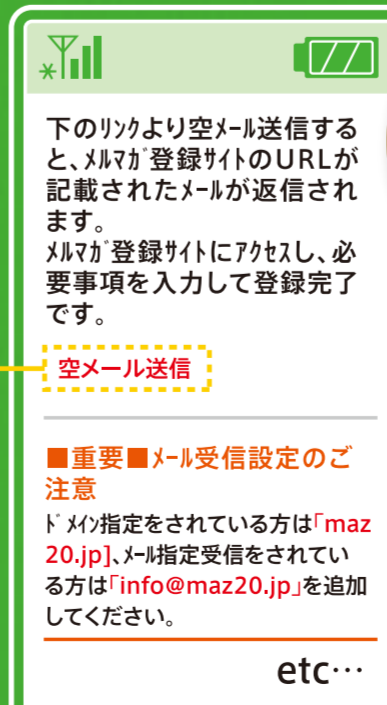 下のﾘﾝｸより空ﾒｰﾙ送信する
と、ﾒﾙﾏｶﾞ登録ｻｲﾄのURLが
記載されたﾒｰﾙが返信され
ます。
ﾒﾙﾏｶﾞ登録ｻｲﾄにｱｸｾｽし、必
要事項を入力して登録完了
です。
空メール送信
■重要■ﾒｰﾙ受信設定のご
注意
ﾄﾞﾒｲﾝ指定をされている方は「maz
20.jp]、ﾒｰﾙ指定受信をされてい
る方は「info@maz20.jp」を追加
してください。
etc…